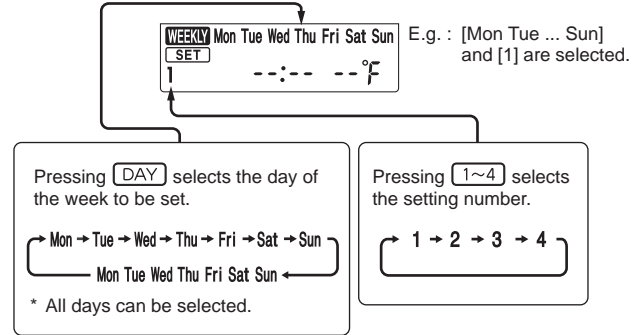 WEEKLY Mon Tue Wed Thu Fri Sat Sun
SET
1 --:-- --°F
E.g. : [Mon Tue ... Sun]
and [1] are selected.
Pressing DAY selects the day of
the week to be set.
Mon → Tue → Wed → Thu → Fri → Sat → Sun
Mon Tue Wed Thu Fri Sat Sun
* All days can be selected.
Pressing 1~4 selects
the setting number.
1 → 2 → 3 → 4